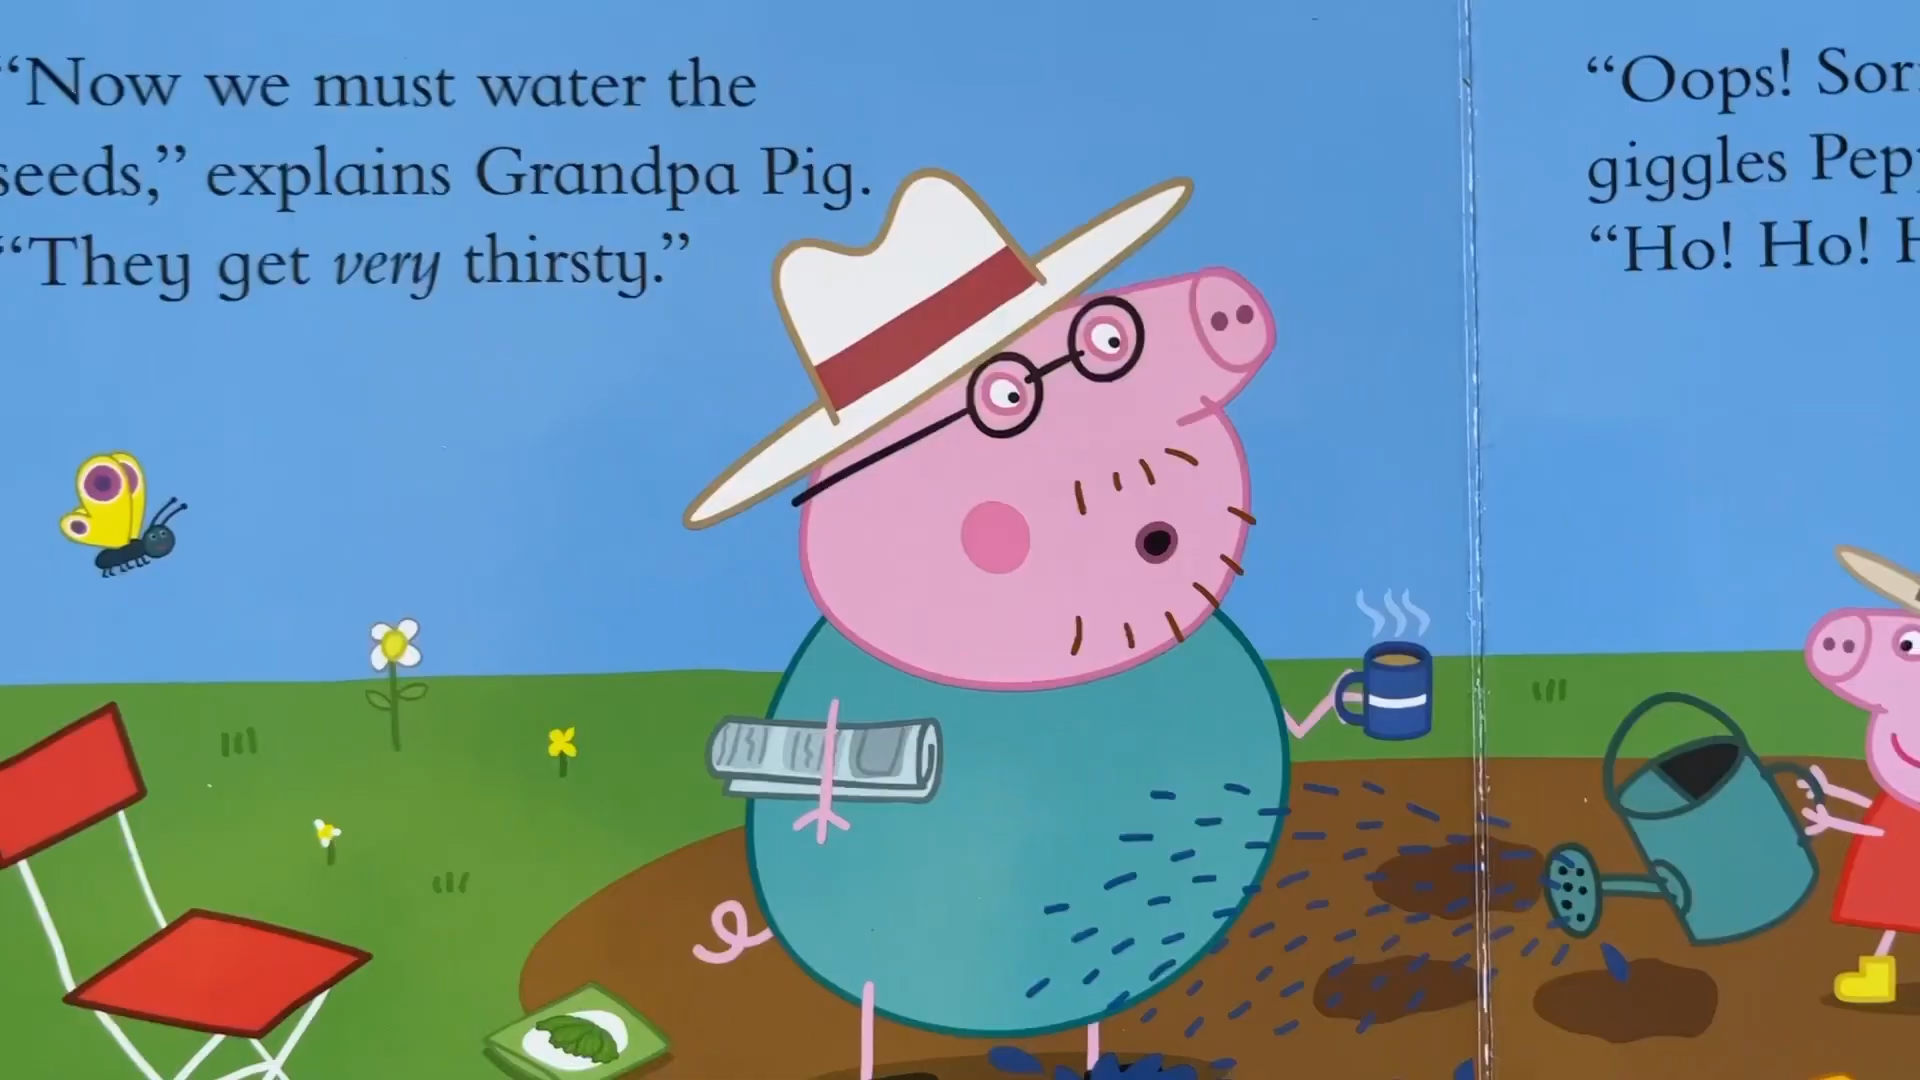 “Now we must water the
seeds,” explains Grandpa Pig.
“They get very thirsty.”
“Oops!
giggles
“Ho! Ho!